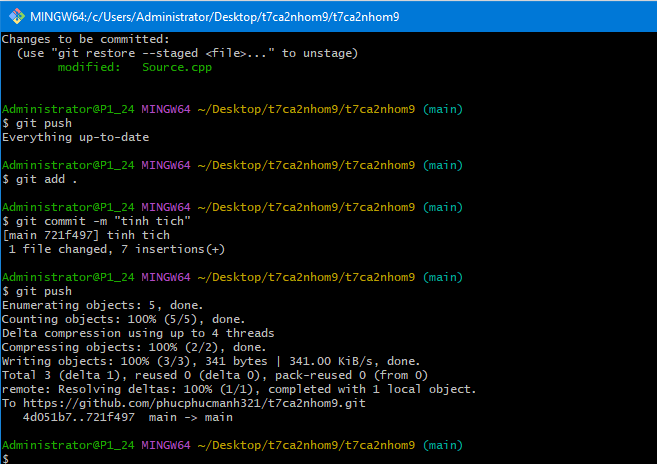 MINGW64:/c/Users/Administrator/Desktop/t7ca2nhom9/t7ca2nhom9
Changes to be committed:
  (use "git restore --staged <file>..." to unstage)
        modified:   Source.cpp
Administrator@P1_24 MINGW64 ~/Desktop/t7ca2nhom9/t7ca2nhom9 (main)
$ git push
Everything up-to-date
Administrator@P1_24 MINGW64 ~/Desktop/t7ca2nhom9/t7ca2nhom9 (main)
$ git add .
Administrator@P1_24 MINGW64 ~/Desktop/t7ca2nhom9/t7ca2nhom9 (main)
$ git commit -m "tinh tich"
[main 721f497] tinh tich
 1 file changed, 7 insertions(+)
Administrator@P1_24 MINGW64 ~/Desktop/t7ca2nhom9/t7ca2nhom9 (main)
$ git push
Enumerating objects: 5, done.
Counting objects: 100% (5/5), done.
Delta compression using up to 4 threads
Compressing objects: 100% (2/2), done.
Writing objects: 100% (3/3), 341 bytes | 341.00 KiB/s, done.
Total 3 (delta 1), reused 0 (delta 0), pack-reused 0 (from 0)
remote: Resolving deltas: 100% (1/1), completed with 1 local object.
To https://github.com/phucphucmanh321/t7ca2nhom9.git
   4d051b7..721f497  main -> main
Administrator@P1_24 MINGW64 ~/Desktop/t7ca2nhom9/t7ca2nhom9 (main)
$